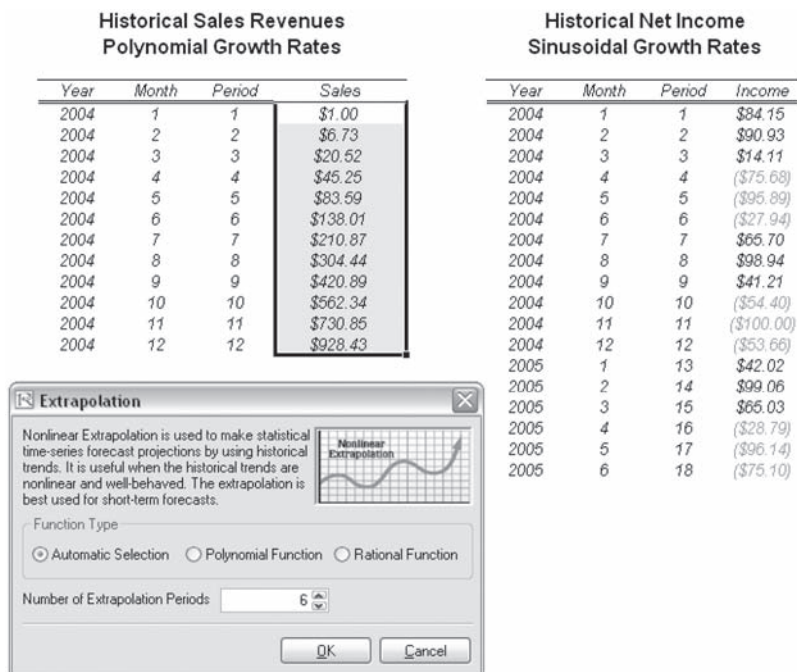 Historical Sales Revenues
Polynomial Growth Rates
Year Month Period Sales
2004 1 1 $1.00
2004 2 2 $6.73
2004 3 3 $20.52
2004 4 4 $45.25
2004 5 5 $83.59
2004 6 6 $138.01
2004 7 7 $210.87
2004 8 8 $304.44
2004 9 9 $420.89
2004 10 10 $562.34
2004 11 11 $730.85
2004 12 12 $928.43
Historical Net Income
Sinusoidal Growth Rates
Year Month Period Income
2004 1 1 $84.15
2004 2 2 $90.93
2004 3 3 $14.11
2004 4 4 ($75.68)
2004 5 5 ($95.89)
2004 6 6 ($27.94)
2004 7 7 $65.70
2004 8 8 $98.94
2004 9 9 $41.21
2004 10 10 ($54.40)
2004 11 11 ($100.00)
2004 12 12 ($53.66)
2005 1 13 $42.02
2005 2 14 $99.06
2005 3 15 $65.03
2005 4 16 ($28.79)
2005 5 17 ($96.14)
2005 6 18 ($75.10)
Extrapolation
Nonlinear Extrapolation is used to make statistical
time-series forecast projections by using historical
trends. It is useful when the historical trends are
nonlinear and well-behaved. The extrapolation is
best used for short-term forecasts.
Nonlinear
Extrapolation
Function Type
Automatic Selection Polynomial Function Rational Function
Number of Extrapolation Periods 6
OK Cancel